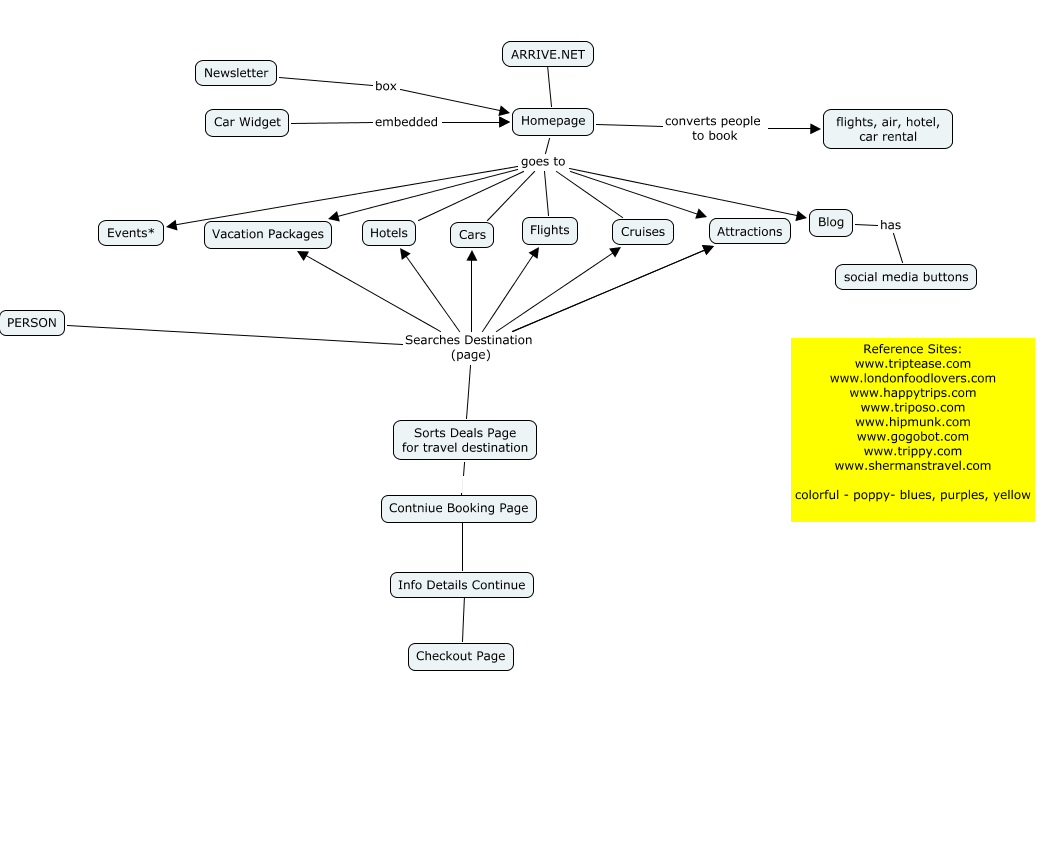 ARRIVE.NET
Newsletter
box
Car Widget
embedded
Homepage
converts people
to book
flights, air, hotel,
car rental
goes to
Events*
Vacation Packages
Hotels
Cars
Flights
Cruises
Attractions
Blog
has
social media buttons
PERSON
Searches Destination
(page)
Sorts Deals Page
for travel destination
Contniue Booking Page
Info Details Continue
Checkout Page
Reference Sites:
www.triptease.com
www.londonfoodlovers.com
www.happytrips.com
www.triposo.com
www.hipmunk.com
www.gogobot.com
www.trippy.com
www.shermanstravel.com
colorful - poppy- blues, purples, yellow